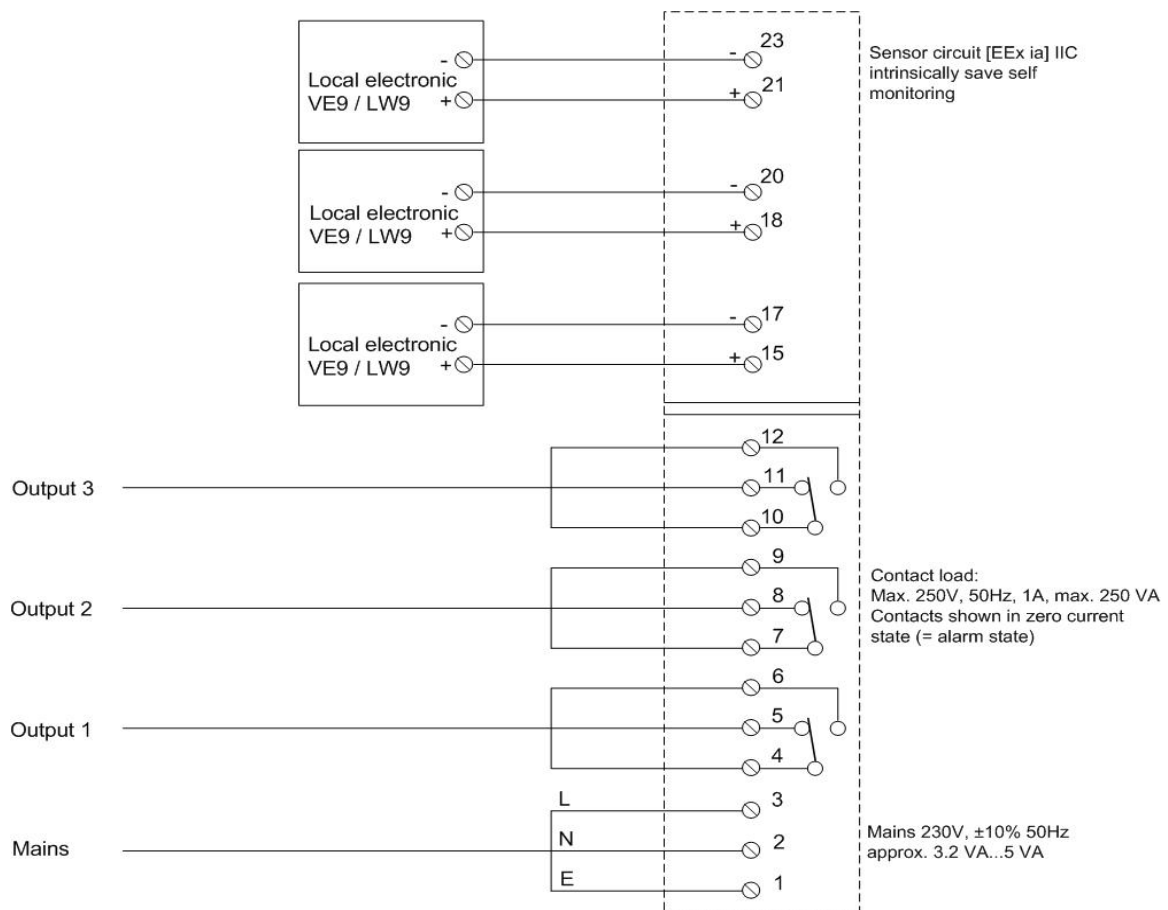 23
-
-
Local electronic
VE9 / LW9
+
+
21
Sensor circuit [EEx ia] IIC
intrinsically save self
monitoring
20
-
-
Local electronic
VE9 / LW9
+
+
18
17
-
-
Local electronic
VE9 / LW9
+
+
15
12
Output 3
11
10
9
Output 2
8
7
Contact load:
Max. 250V, 50Hz, 1A, max. 250 VA
Contacts shown in zero current
state (= alarm state)
6
Output 1
5
4
L
3
Mains
N
2
E
1
Mains 230V, ±10% 50Hz
approx. 3.2 VA...5 VA